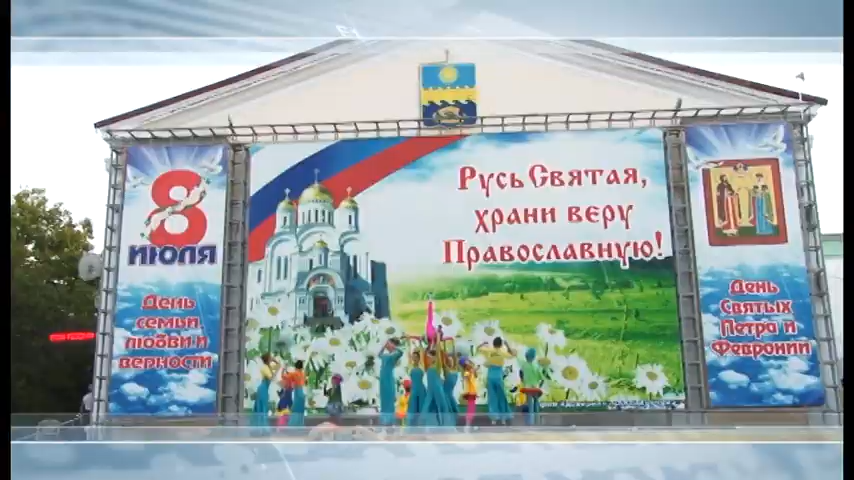 8
ИЮЛЯ
День
семьи
любви и
верности
Русь Святая,
храни веру
Православную!
День
Святых
Петра и
Февронии